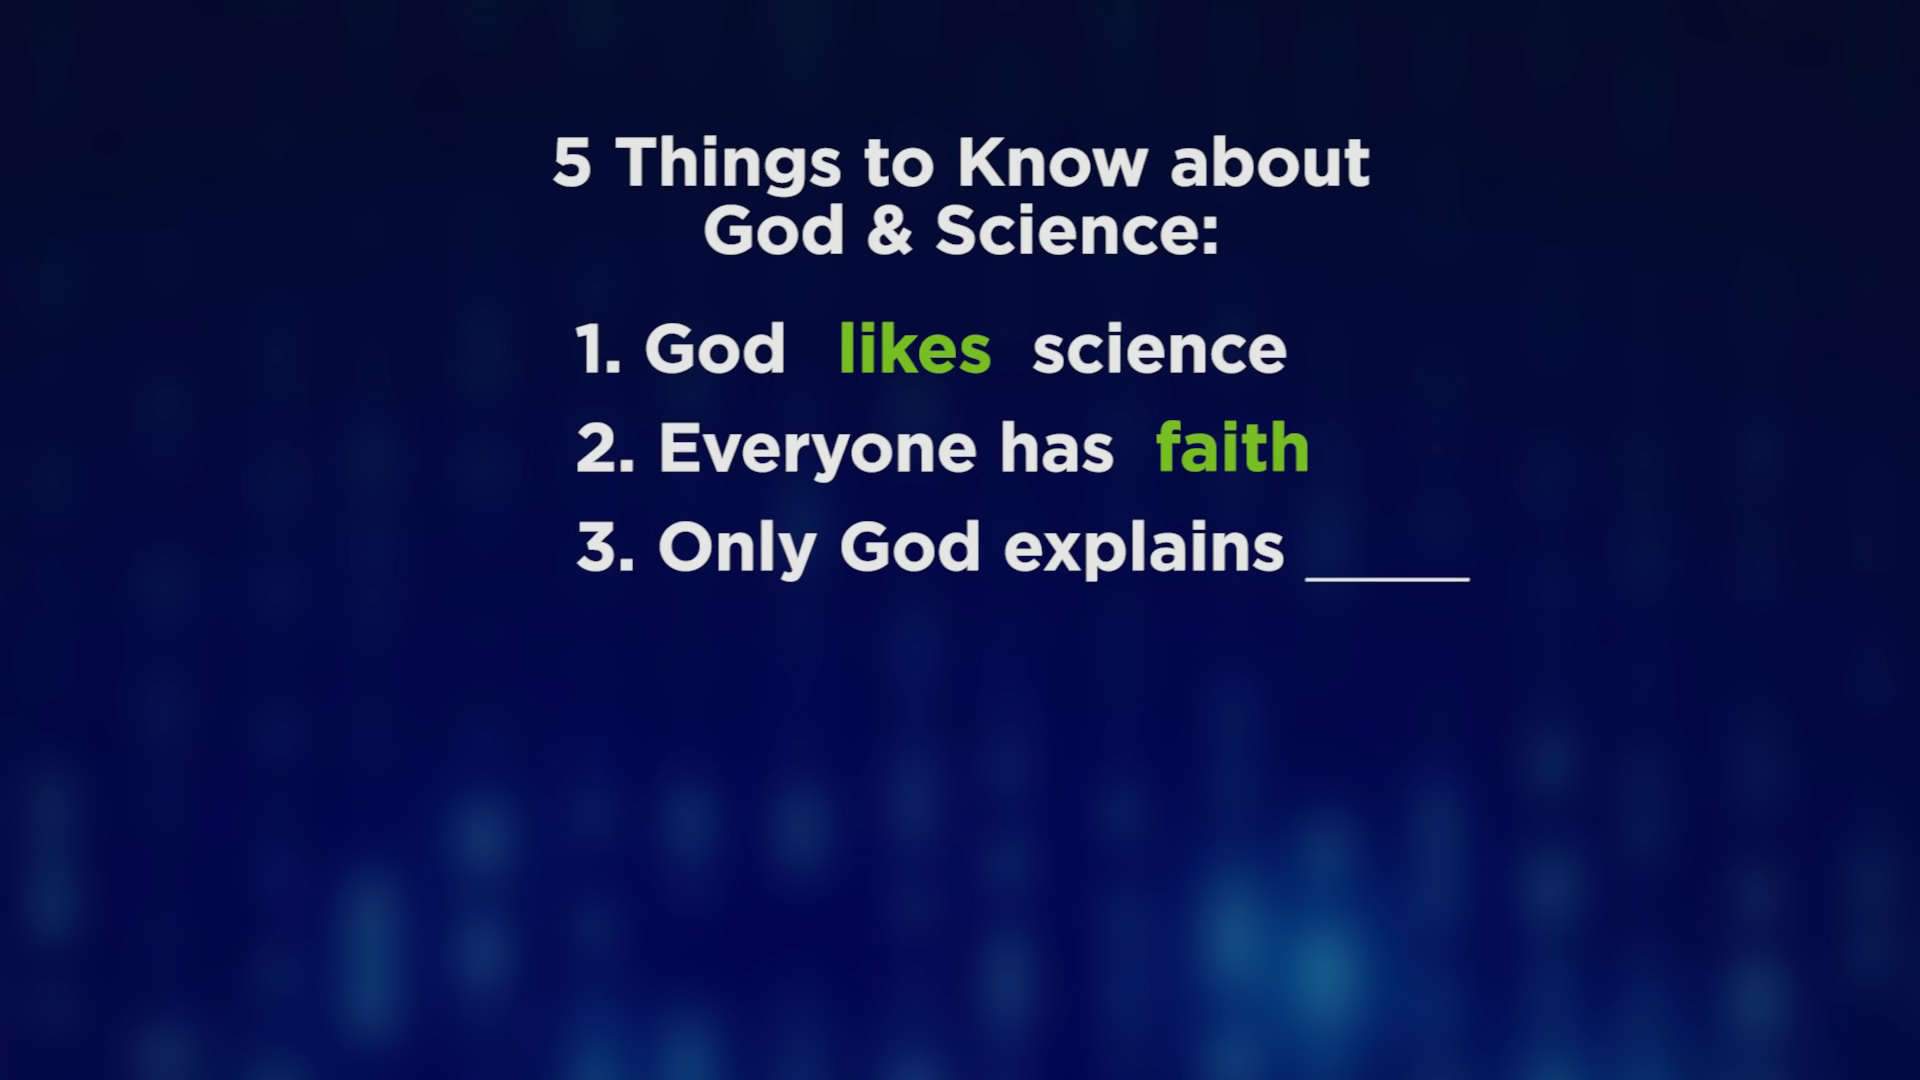 5 Things to Know about
God & Science:
1. God likes science
2. Everyone has faith
3. Only God explains _____